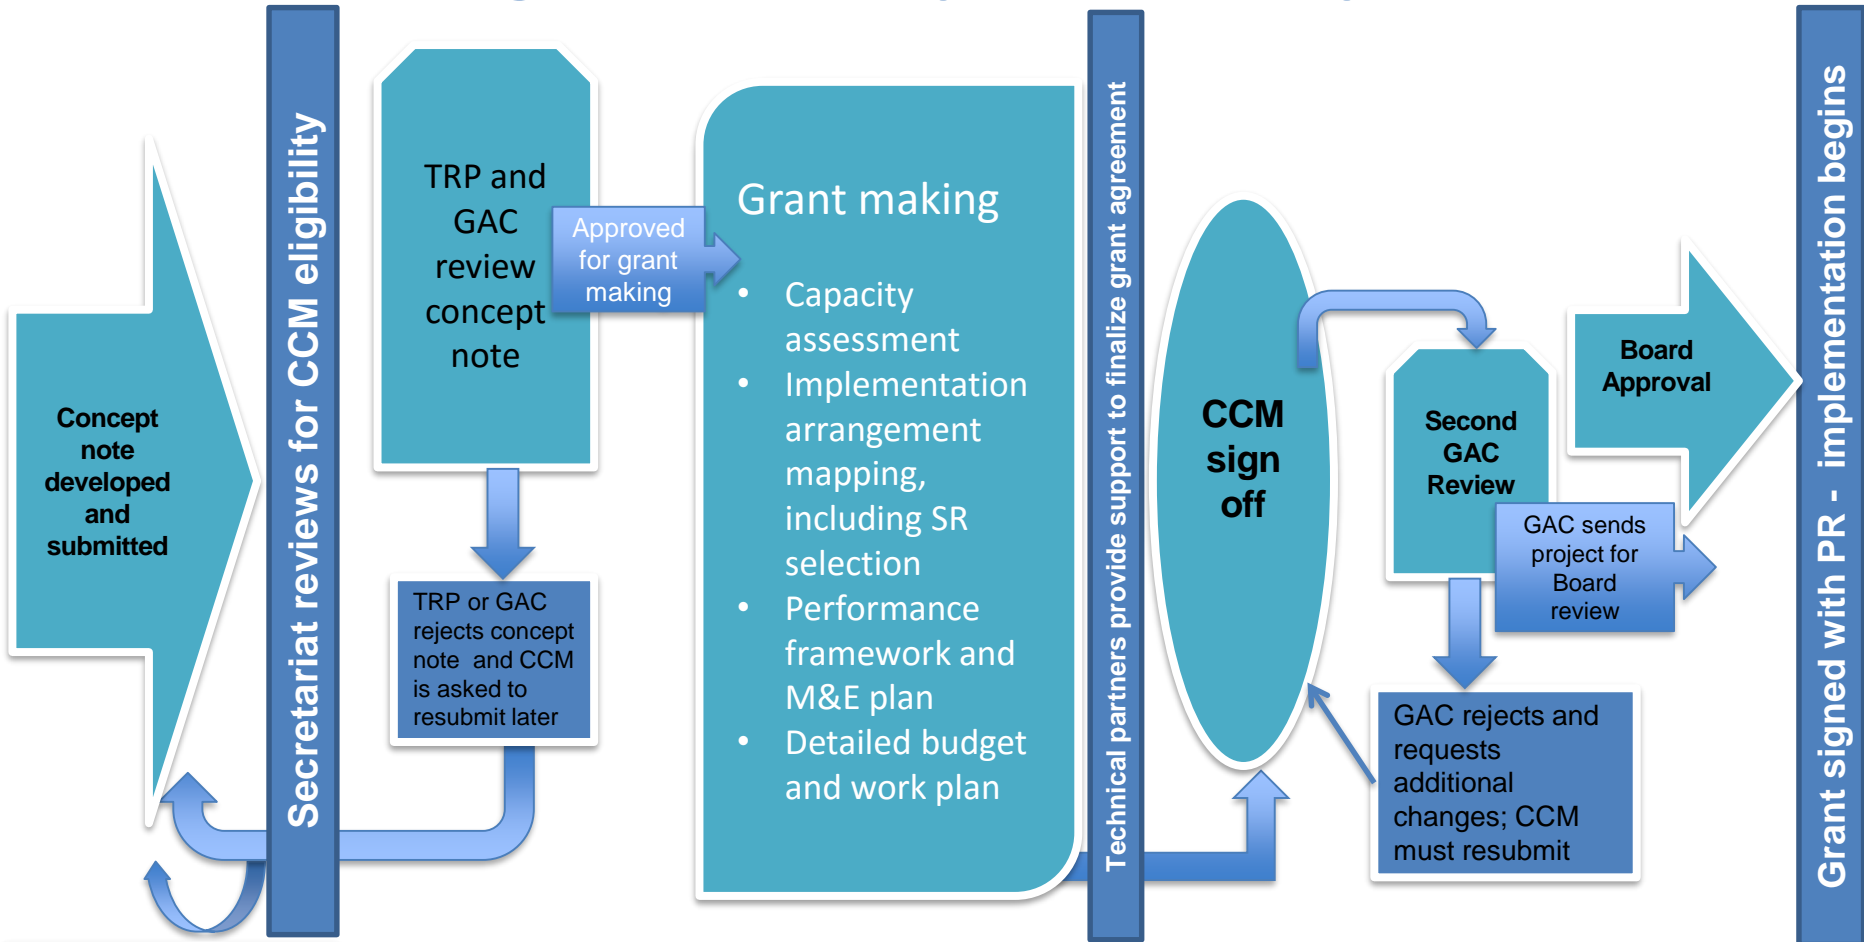 Concept
note
developed
and
submitted
Secretariat reviews for CCM eligibility
TRP and
GAC
review
concept
note
Approved
for grant
making
TRP or GAC
rejects concept
note and CCM
is asked to
resubmit later
Grant making
• Capacity
assessment
• Implementation
arrangement
mapping,
including SR
selection
• Performance
framework and
M&E plan
• Detailed budget
and work plan
Technical partners provide support to finalize grant agreement
CCM
sign
off
Second
GAC
Review
GAC sends
project for
Board
review
GAC rejects and
requests
additional
changes; CCM
must resubmit
Board
Approval
Grant signed with PR - implementation begins